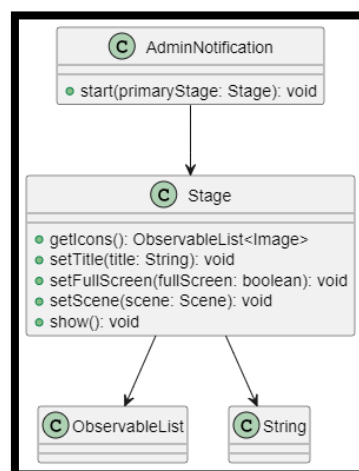 C AdminNotification
start(primaryStage: Stage): void
C Stage
getIcons(): ObservableList<Image>
setTitle(title: String): void
setFullScreen(fullScreen: boolean): void
setScene(scene: Scene): void
show(): void
C ObservableList
C String